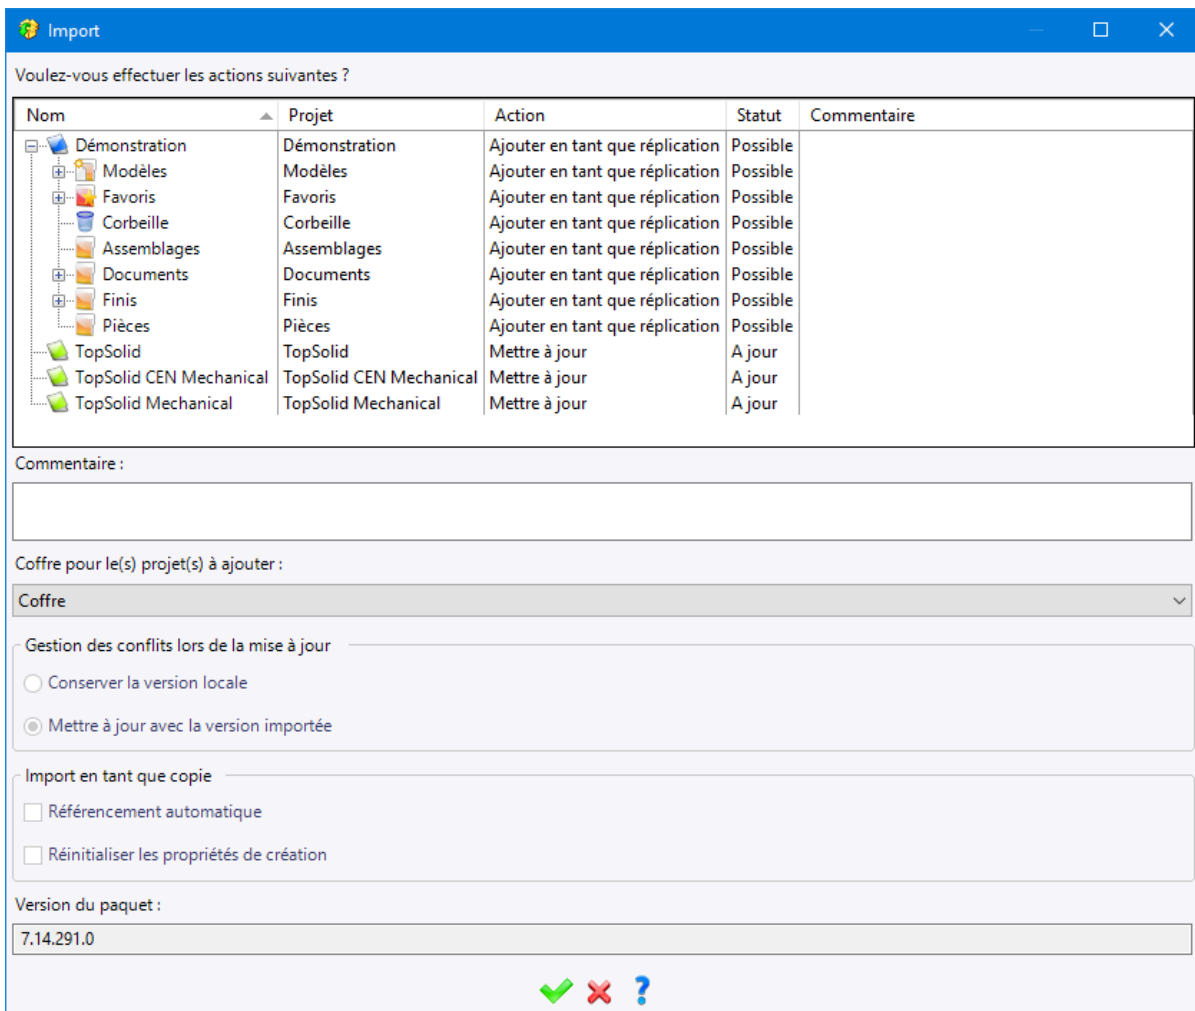 Import
Voulez-vous effectuer les actions suivantes ?
Nom Projet Action Statut Commentaire
Démonstration Démonstration Ajouter en tant que réplication Possible
Modèles Modèles Ajouter en tant que réplication Possible
Favoris Favoris Ajouter en tant que réplication Possible
Corbeille Corbeille Ajouter en tant que réplication Possible
Assemblages Assemblages Ajouter en tant que réplication Possible
Documents Documents Ajouter en tant que réplication Possible
Finis Finis Ajouter en tant que réplication Possible
Pièces Pièces Ajouter en tant que réplication Possible
TopSolid TopSolid Mettre à jour A jour
TopSolid CEN Mechanical TopSolid CEN Mechanical Mettre à jour A jour
TopSolid Mechanical TopSolid Mechanical Mettre à jour A jour
Commentaire :
Coffre pour le(s) projet(s) à ajouter :
Coffre
Gestion des conflits lors de la mise à jour
Conserver la version locale
Mettre à jour avec la version importée
Import en tant que copie
Référencement automatique
Réinitialiser les propriétés de création
Version du paquet :
7.14.291.0